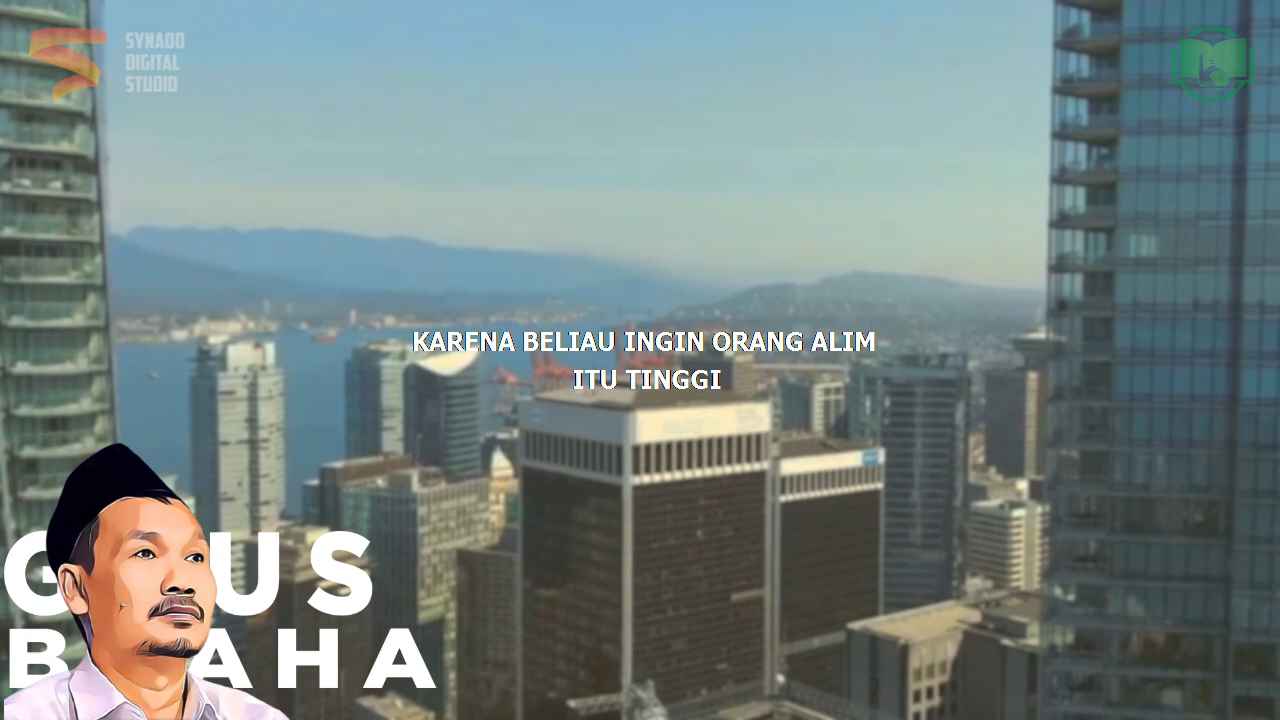 SYNADO
DIGITAL
STUDIO
KARENA BELIAU INGIN ORANG ALIM
ITU TINGGI
GUS
BAHA